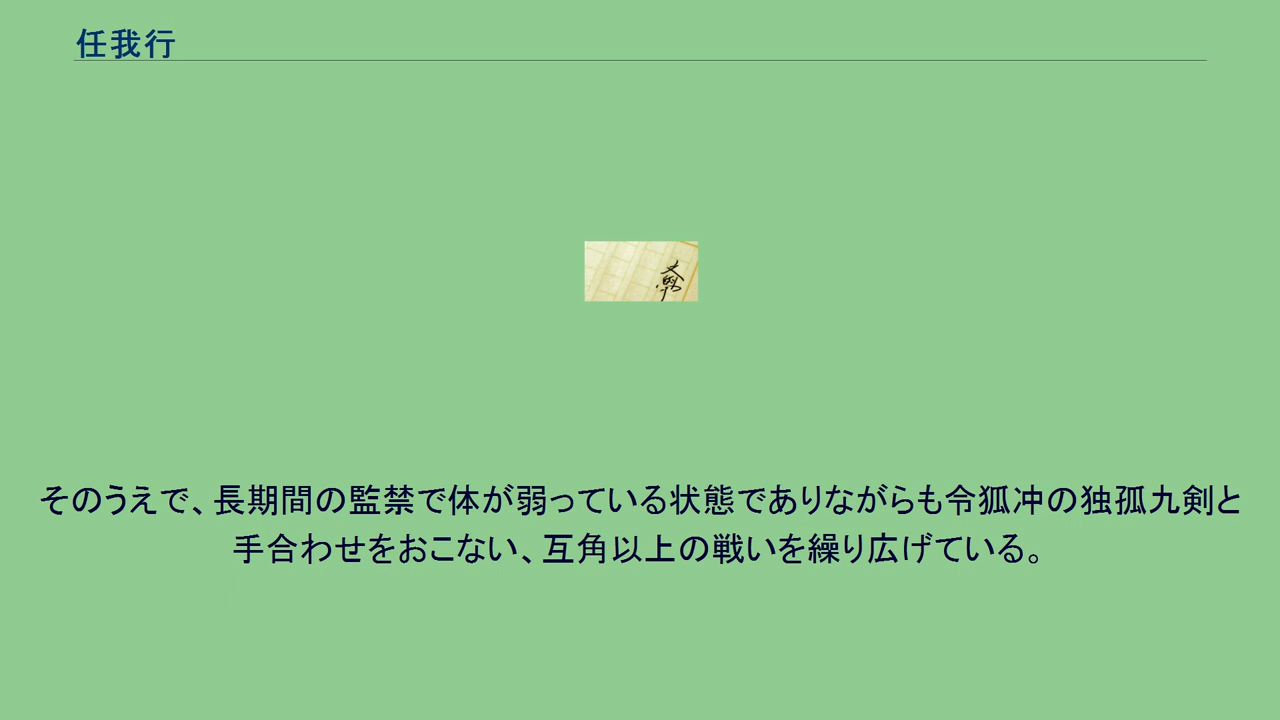 任我行
そのうえで、長期間の監禁で体が弱っている状態でありながらも令狐冲の独孤九剣と
手合わせをおこない、互角以上の戦いを繰り広げている。